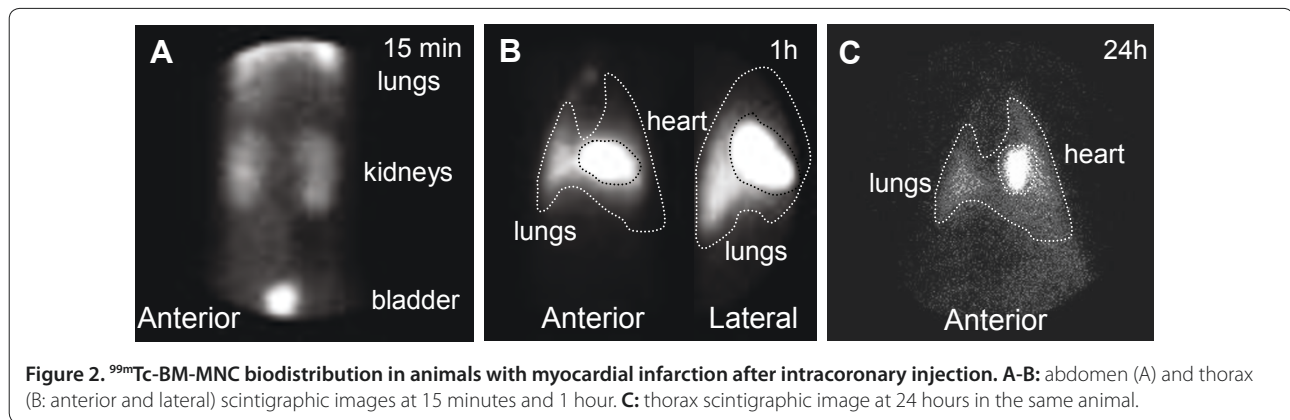 A
15 min
lungs
kidneys
bladder
Anterior
B
1h
heart
lungs
lungs
Anterior
Lateral
C
24h
heart
lungs
Anterior
Figure 2. 99mTc-BM-MNC biodistribution in animals with myocardial infarction after intracoronary injection. A-B: abdomen (A) and thorax
(B: anterior and lateral) scintigraphic images at 15 minutes and 1 hour. C: thorax scintigraphic image at 24 hours in the same animal.